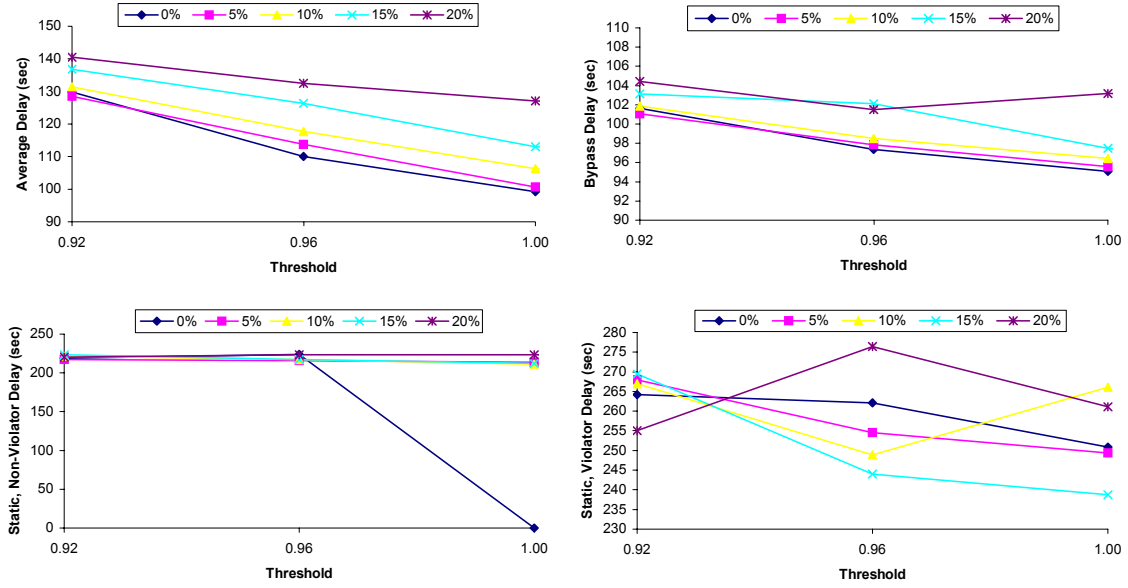 0% 5% 10% 15% 20%
150
140
130
120
110
100
90
0.92 0.96 1.00
Average Delay (sec)
Threshold
0% 5% 10% 15% 20%
110
108
106
104
102
100
98
96
94
92
90
0.92 0.96 1.00
Bypass Delay (sec)
Threshold
0% 5% 10% 15% 20%
250
200
150
100
50
0
0.92 0.96 1.00
Static, Non-Violator Delay (sec)
Threshold
0% 5% 10% 15% 20%
280
275
270
265
260
255
250
245
240
235
230
0.92 0.96 1.00
Static, Violator Delay (sec)
Threshold